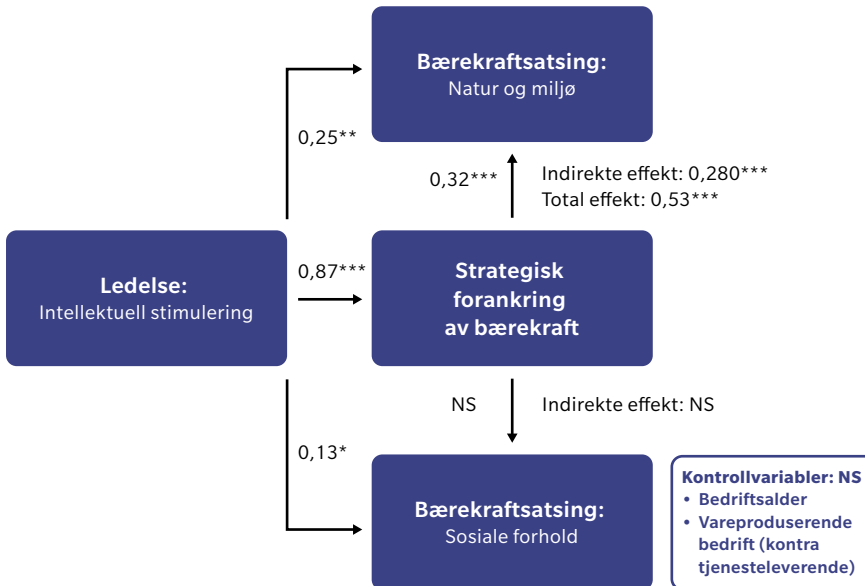 Bærekraftsatsing:
Natur og miljø
0,25**
0,32***
Indirekte effekt: 0,280***
Total effekt: 0,53***
Ledelse:
Intellektuell stimulering
0,87***
Strategisk
forankring
av bærekraft
NS
Indirekte effekt: NS
0,13*
Bærekraftsatsing:
Sosiale forhold
Kontrollvariabler: NS
• Bedriftsalder
• Vareproduserende
bedrift (kontra
tjenesteleverende)